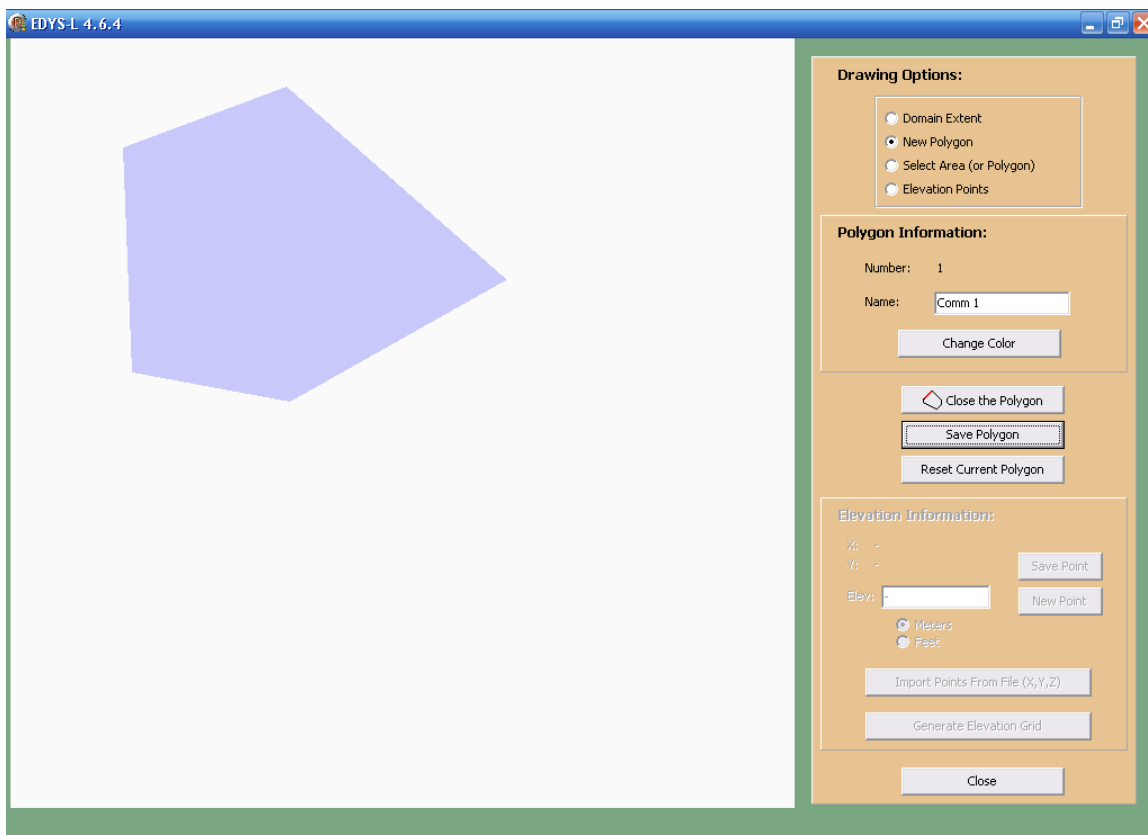 EDYS-L 4.6.4
Drawing Options:
Domain Extent
New Polygon
Select Area (or Polygon)
Elevation Points
Polygon Information:
Number: 1
Name: Comm 1
Change Color
Close the Polygon
Save Polygon
Reset Current Polygon
Elevation Information:
X: -
Y: -
Save Point
Elev: -
New Point
Meters
Feet
Import Points From File (X,Y,Z)
Generate Elevation Grid
Close